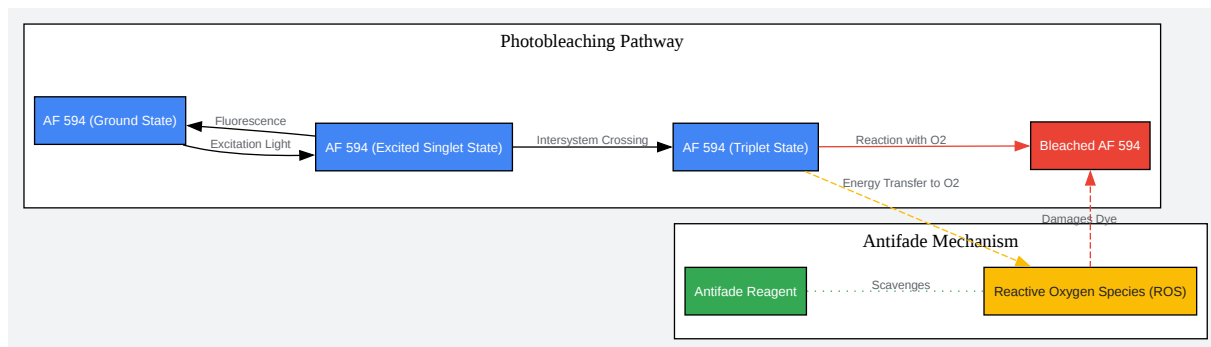 Photobleaching Pathway
AF 594 (Ground State)
Fluorescence
Excitation Light
AF 594 (Excited Singlet State)
Intersystem Crossing
AF 594 (Triplet State)
Reaction with O2
Bleached AF 594
Energy Transfer to O2
Damages Dye
Antifade Mechanism
Antifade Reagent
Scavenges
Reactive Oxygen Species (ROS)